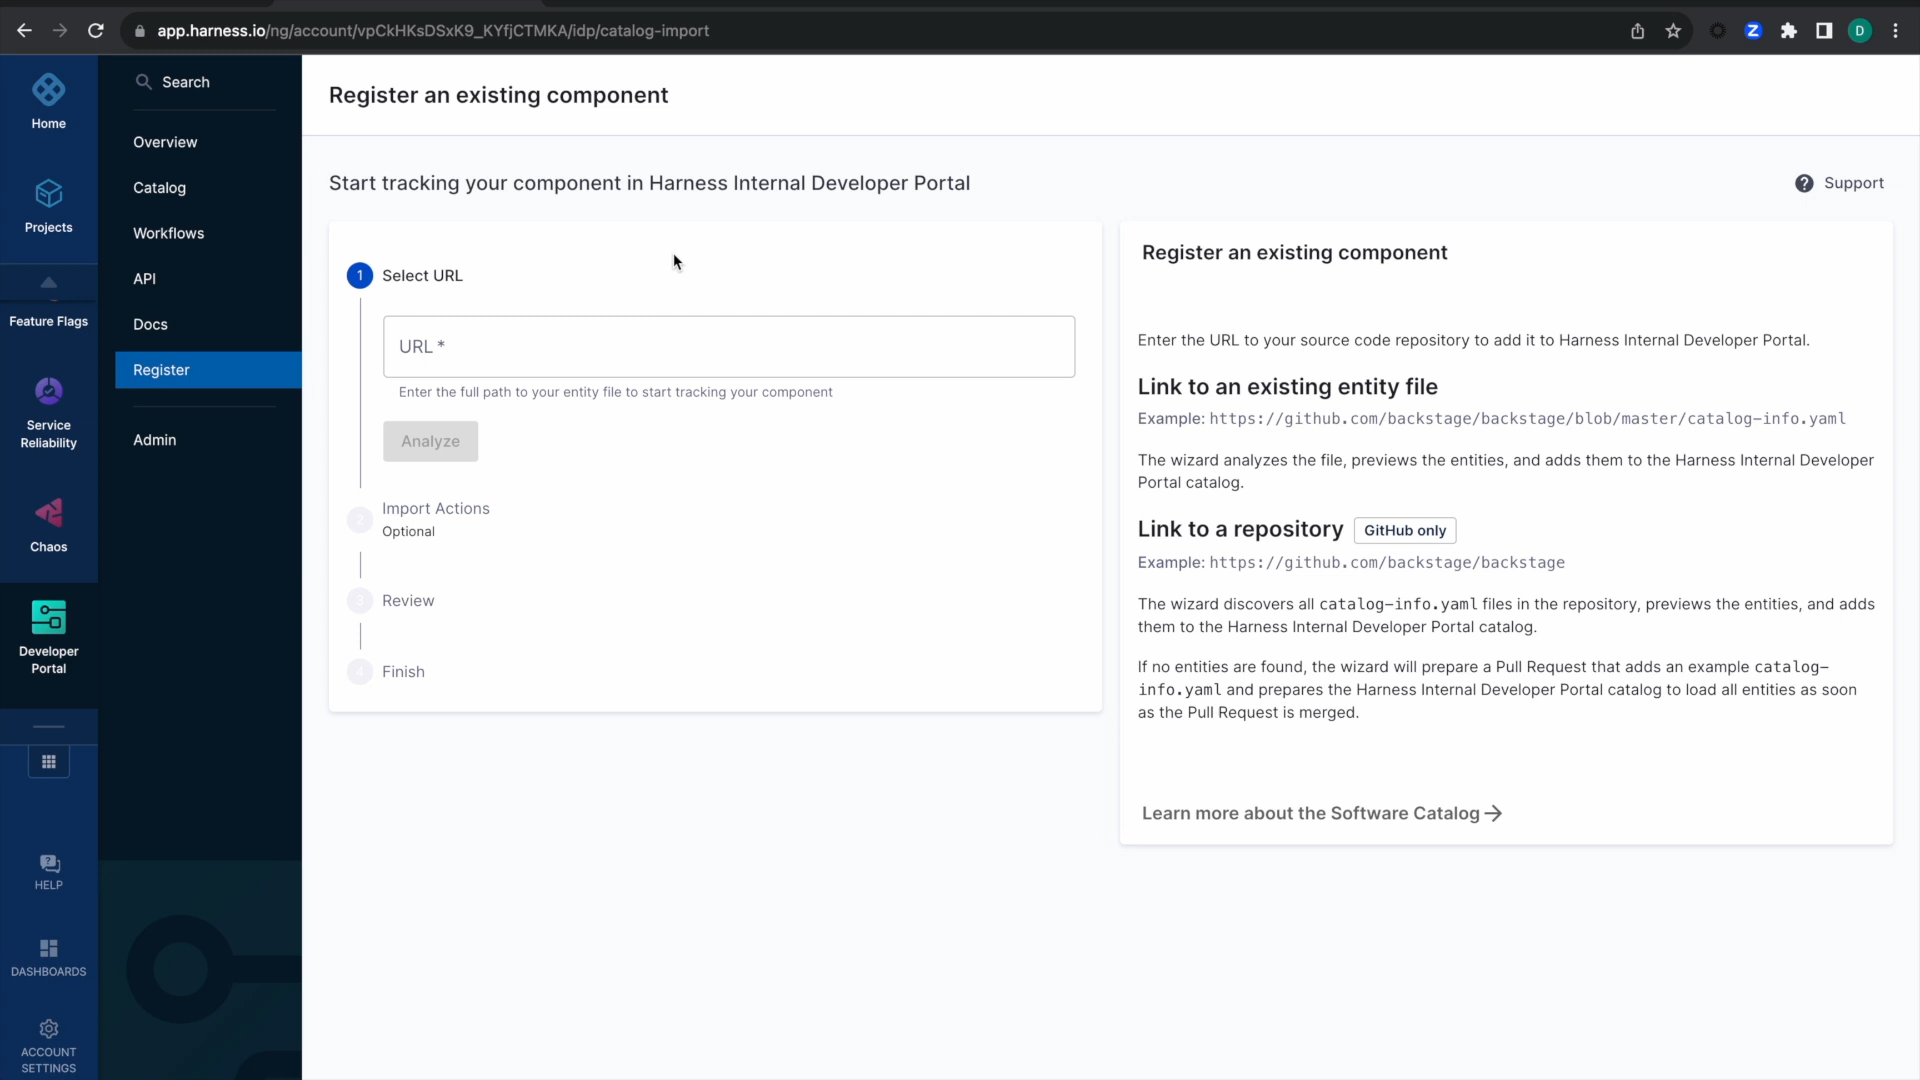 app.harness.io/ng/account/vpCkHKsDSxK9_KYfjCTMKA/idp/catalog-import
Z
D
Home
Projects
Feature Flags
Service
Reliability
Chaos
Developer
Portal
HELP
DASHBOARDS
ACCOUNT
SETTINGS
Search
Overview
Catalog
Workflows
API
Docs
Register
Admin
Register an existing component
Start tracking your component in Harness Internal Developer Portal
? Support
1 Select URL
URL *
Enter the full path to your entity file to start tracking your component
Analyze
2 Import Actions
Optional
3 Review
4 Finish
Register an existing component
Enter the URL to your source code repository to add it to Harness Internal Developer Portal.
Link to an existing entity file
Example: https://github.com/backstage/backstage/blob/master/catalog-info.yaml
The wizard analyzes the file, previews the entities, and adds them to the Harness Internal Developer
Portal catalog.
Link to a repository GitHub only
Example: https://github.com/backstage/backstage
The wizard discovers all catalog-info.yaml files in the repository, previews the entities, and adds
them to the Harness Internal Developer Portal catalog.
If no entities are found, the wizard will prepare a Pull Request that adds an example catalog-
info.yaml and prepares the Harness Internal Developer Portal catalog to load all entities as soon
as the Pull Request is merged.
Learn more about the Software Catalog →